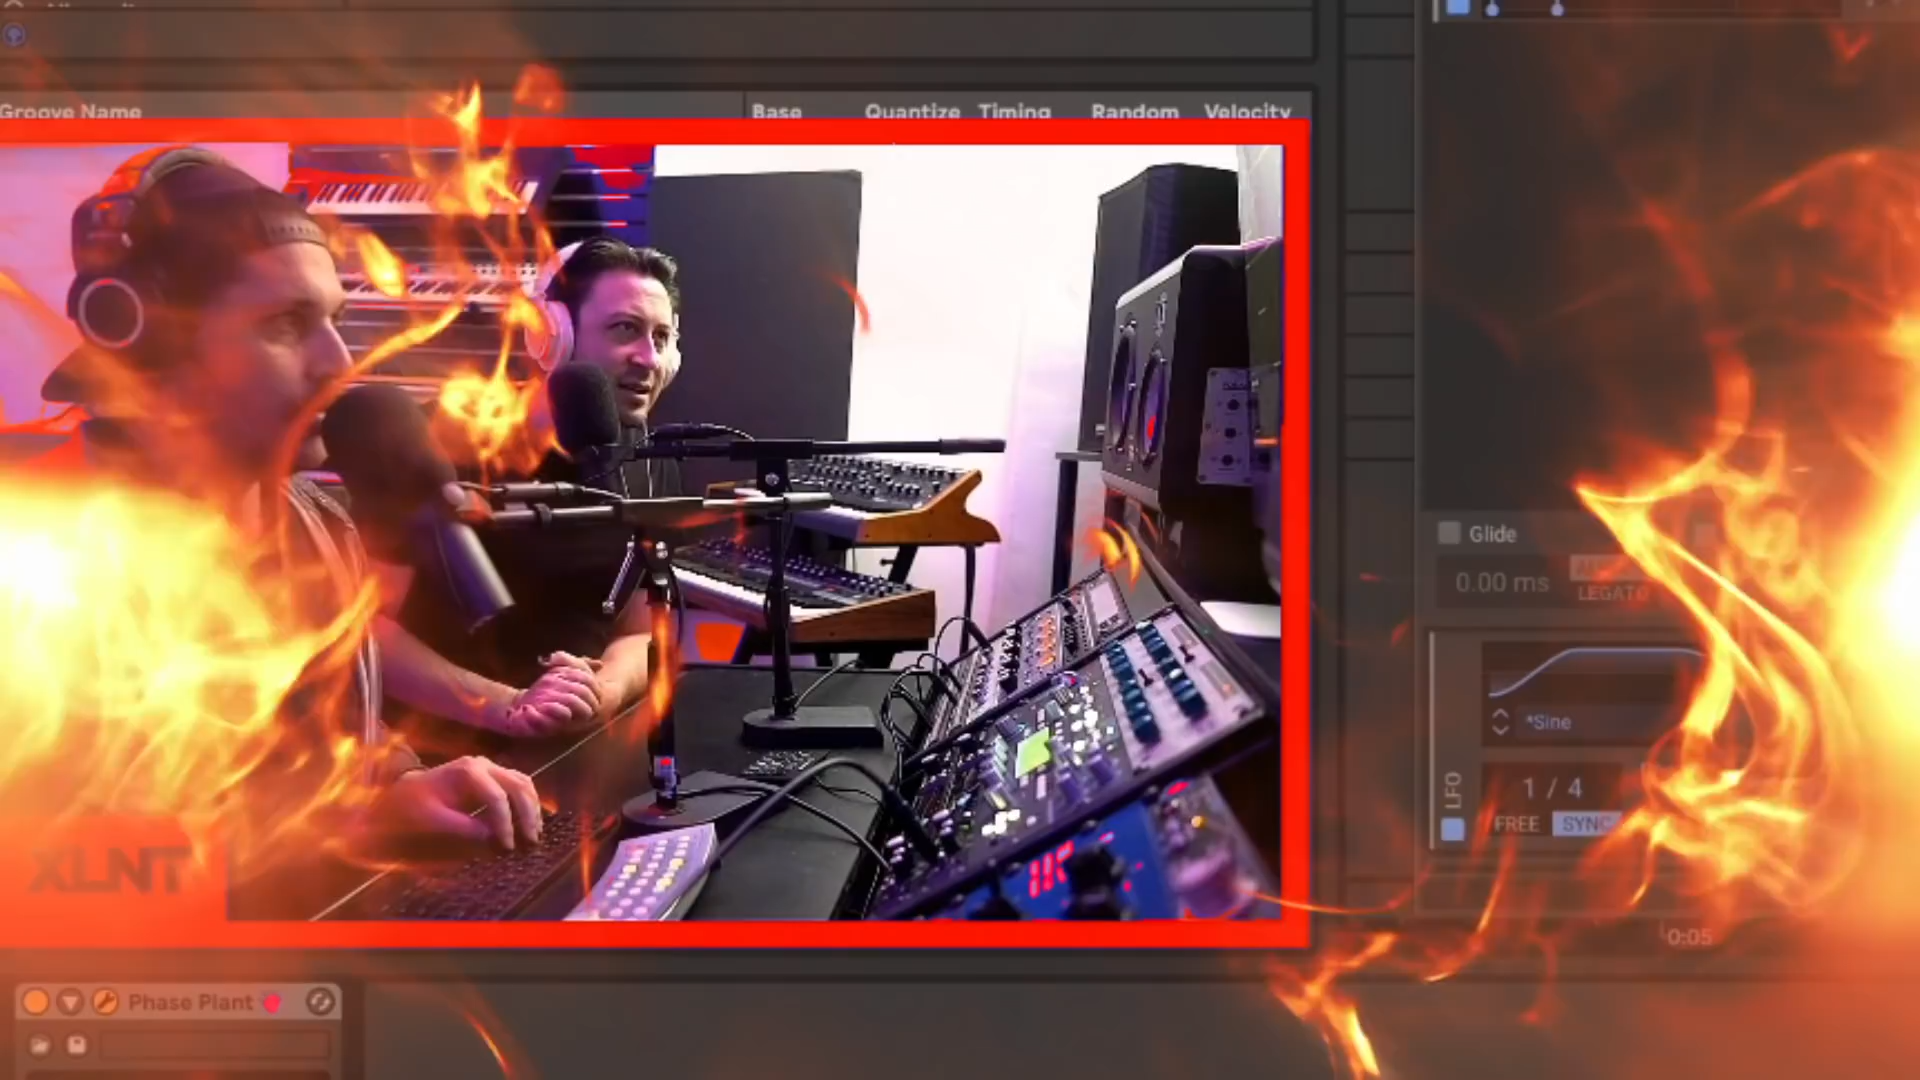 Groove Name Base Quantize Timing Random Velocity
Glide
0.00 ms
LEGATO
*Sine
LFO
1 / 4
FREE SYNC
XLNT
0:05
Phase Plant